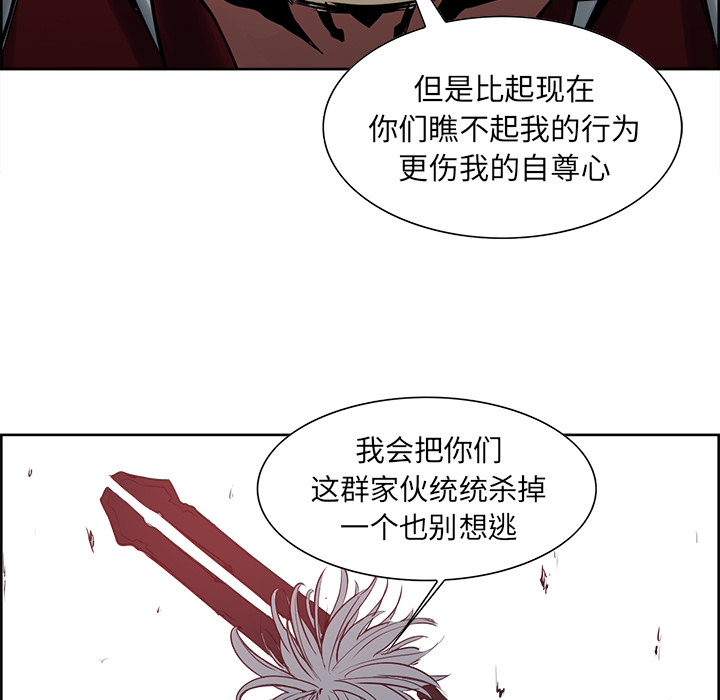 但是比起现在
你们瞧不起我的行为
更伤我的自尊心
我会把你们
这群家伙统统杀掉
一个也别想逃